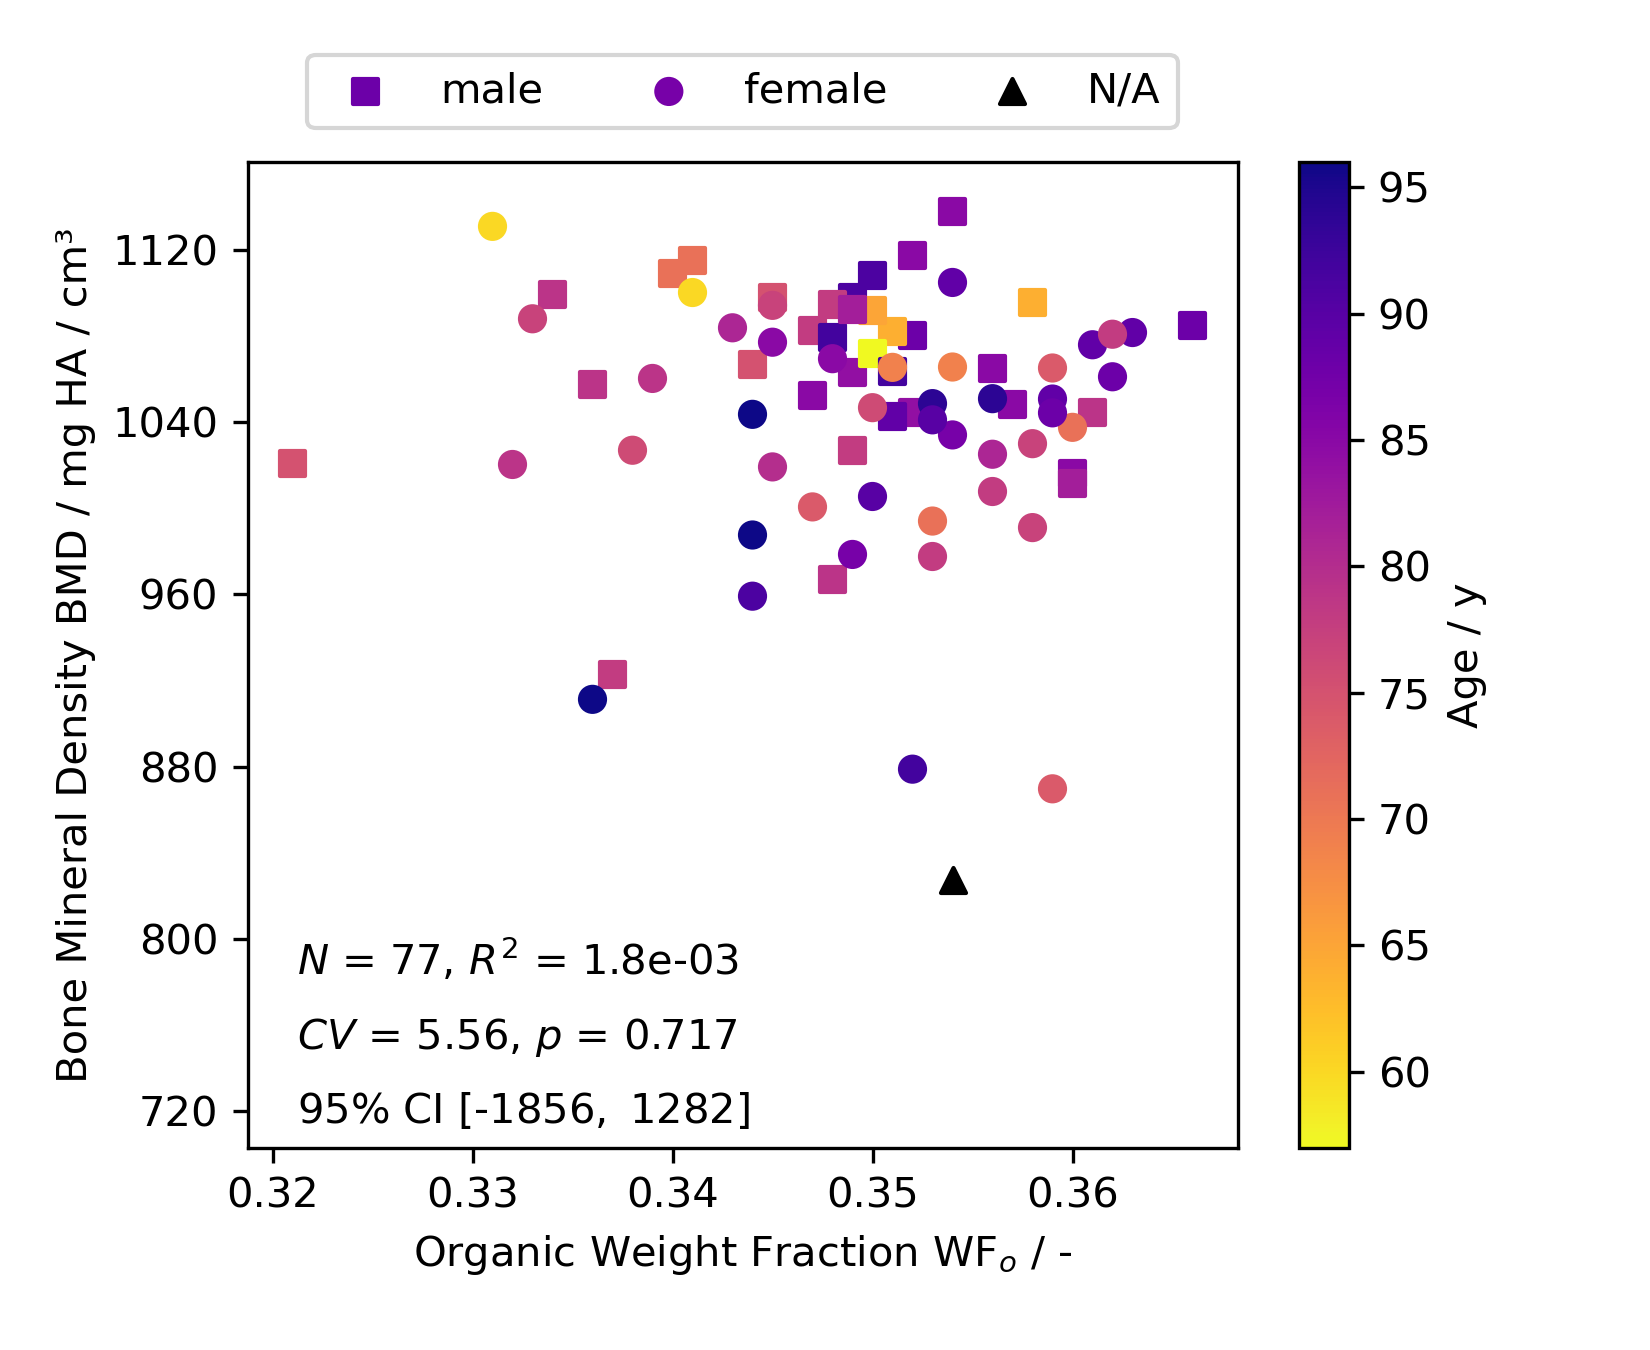 male female N/A
Bone Mineral Density BMD / mg HA / cm³
1120
1040
960
880
800
720
N = 77, R² = 1.8e-03
CV = 5.56, p = 0.717
95% CI [-1856, 1282]
0.32 0.33 0.34 0.35 0.36
Organic Weight Fraction WFₒ / -
95
90
85
80
75
70
65
60
Age / y